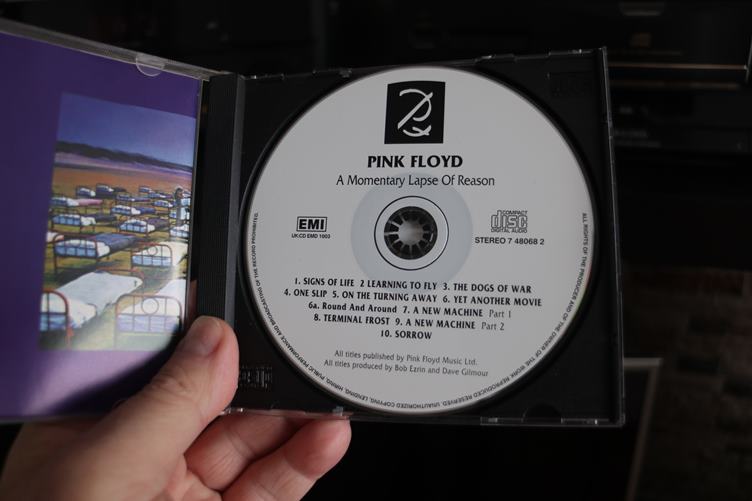 PINK FLOYD
A Momentary Lapse Of Reason
EMI
UK:CD EMD 1003
COMPACT
disc
DIGITAL AUDIO
STEREO 7 48068 2
1. SIGNS OF LIFE 2 LEARNING TO FLY 3. THE DOGS OF WAR
4. ONE SLIP 5. ON THE TURNING AWAY 6. YET ANOTHER MOVIE
6a. Round And Around 7. A NEW MACHINE Part 1
8. TERMINAL FROST 9. A NEW MACHINE Part 2
10. SORROW
All titles published by Pink Floyd Music Ltd.
All titles produced by Bob Ezrin and Dave Gilmour
ALL RIGHTS OF THE PRODUCER AND OF THE OWNER OF THE WORK REPRODUCED RESERVED. UNAUTHORIZED COPYING, LENDING, HIRING, PUBLIC PERFORMANCE AND BROADCASTING OF THE RECORD PROHIBITED.